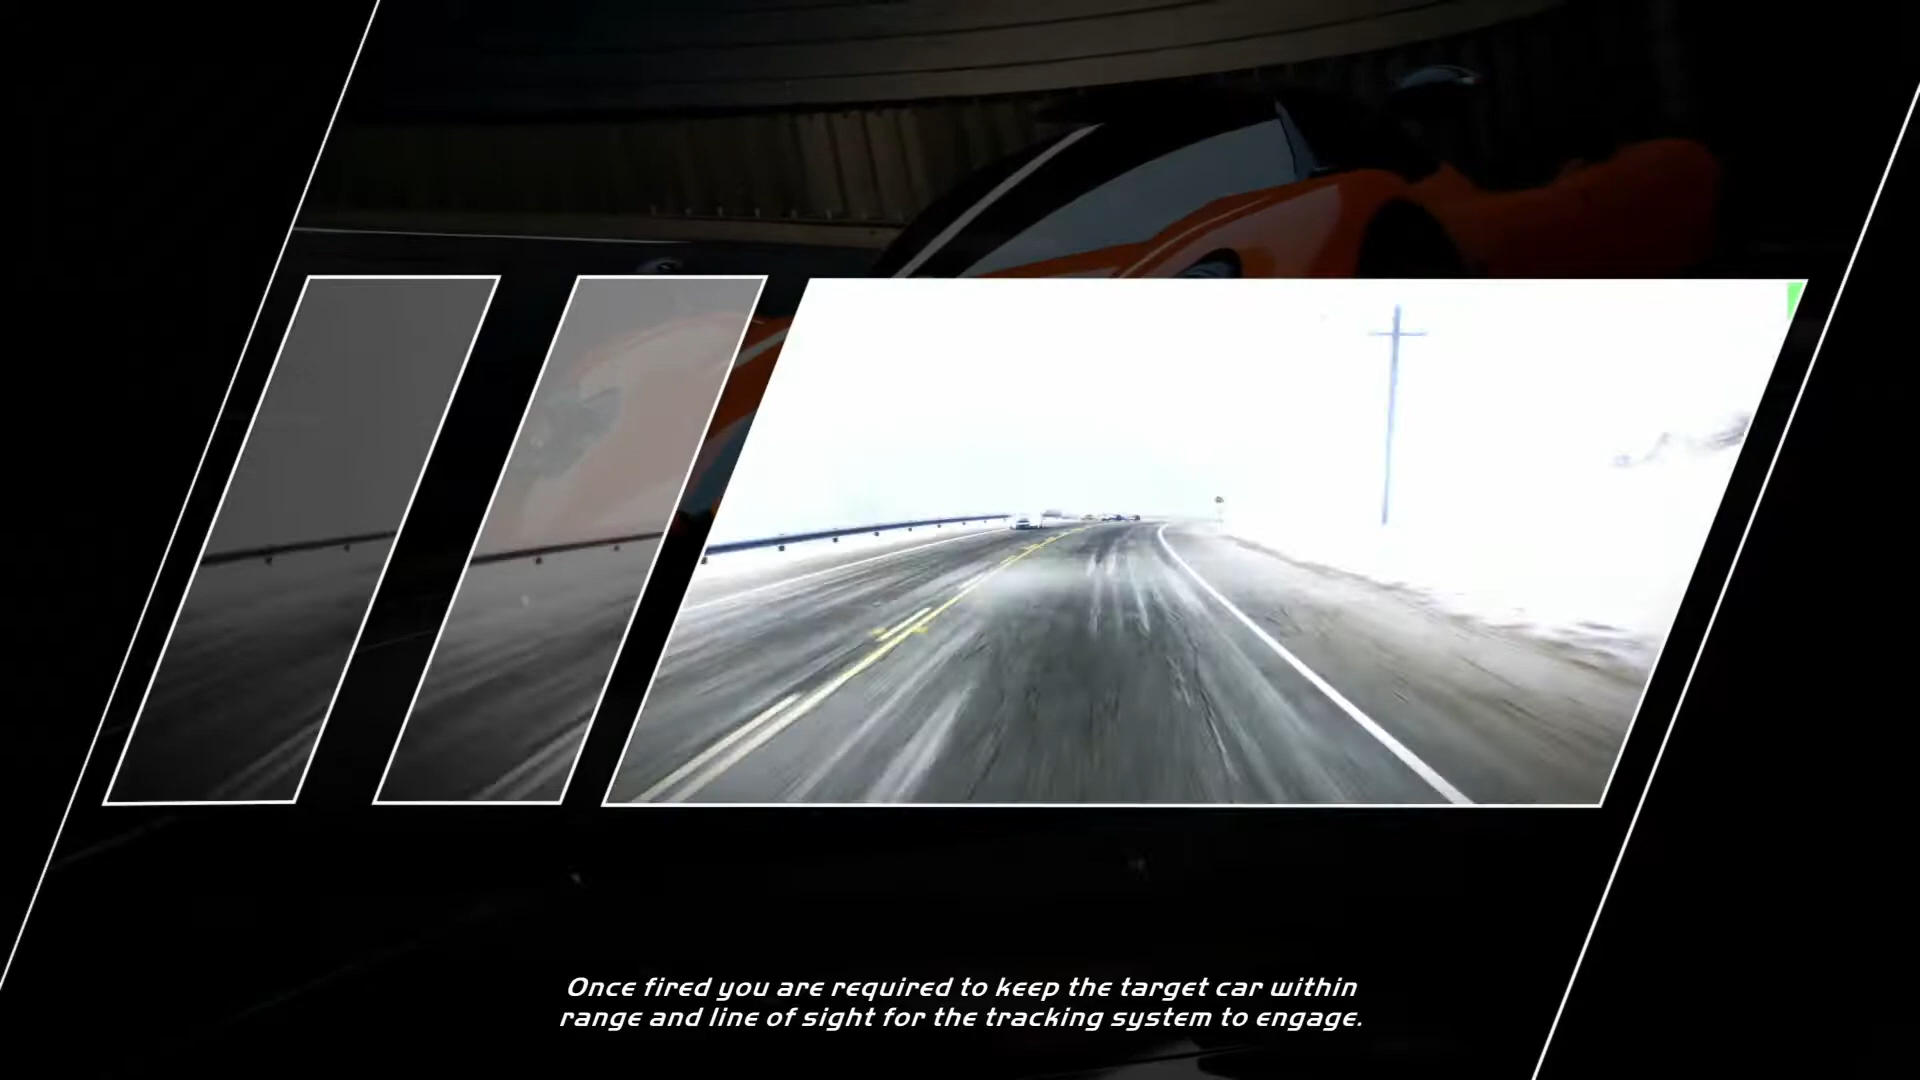 Once fired you are required to keep the target car within
range and line of sight for the tracking system to engage.